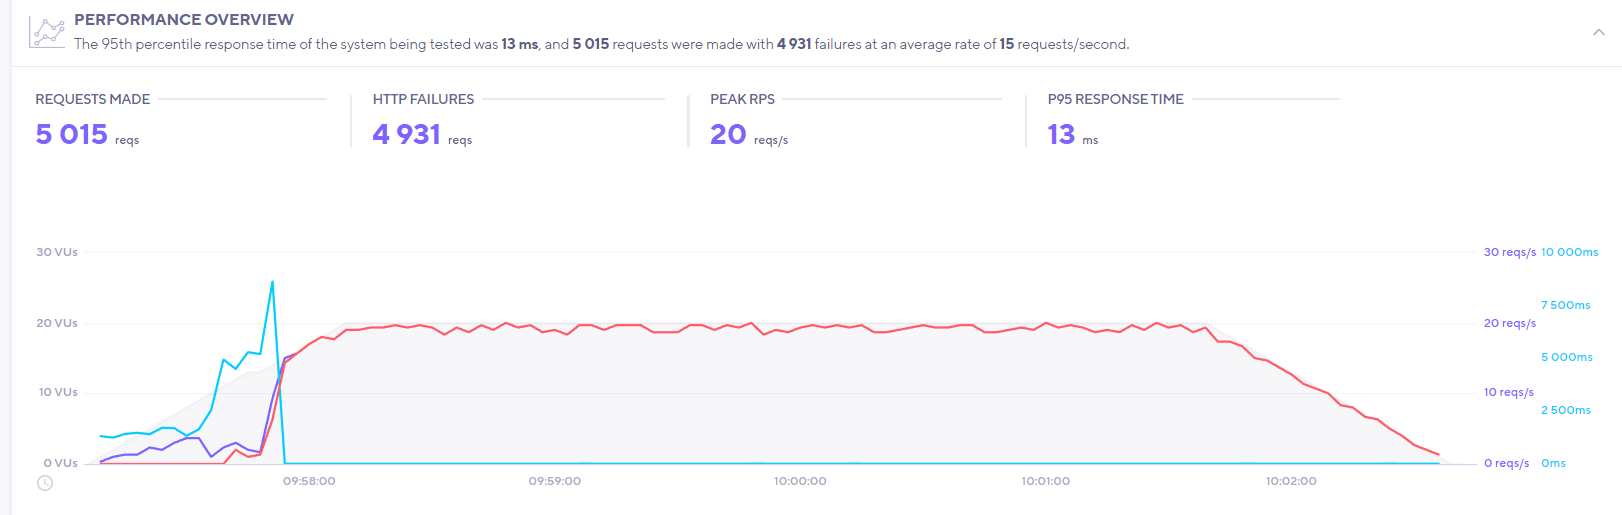 PERFORMANCE OVERVIEW
The 95th percentile response time of the system being tested was 13 ms, and 5 015 requests were made with 4 931 failures at an average rate of 15 requests/second.
REQUESTS MADE
5 015 reqs
HTTP FAILURES
4 931 reqs
PEAK RPS
20 reqs/s
P95 RESPONSE TIME
13 ms
30 VUs
20 VUs
10 VUs
0 VUs
30 reqs/s
20 reqs/s
10 reqs/s
0 reqs/s
10 000ms
7 500ms
5 000ms
2 500ms
0ms
09:58:00
09:59:00
10:00:00
10:01:00
10:02:00